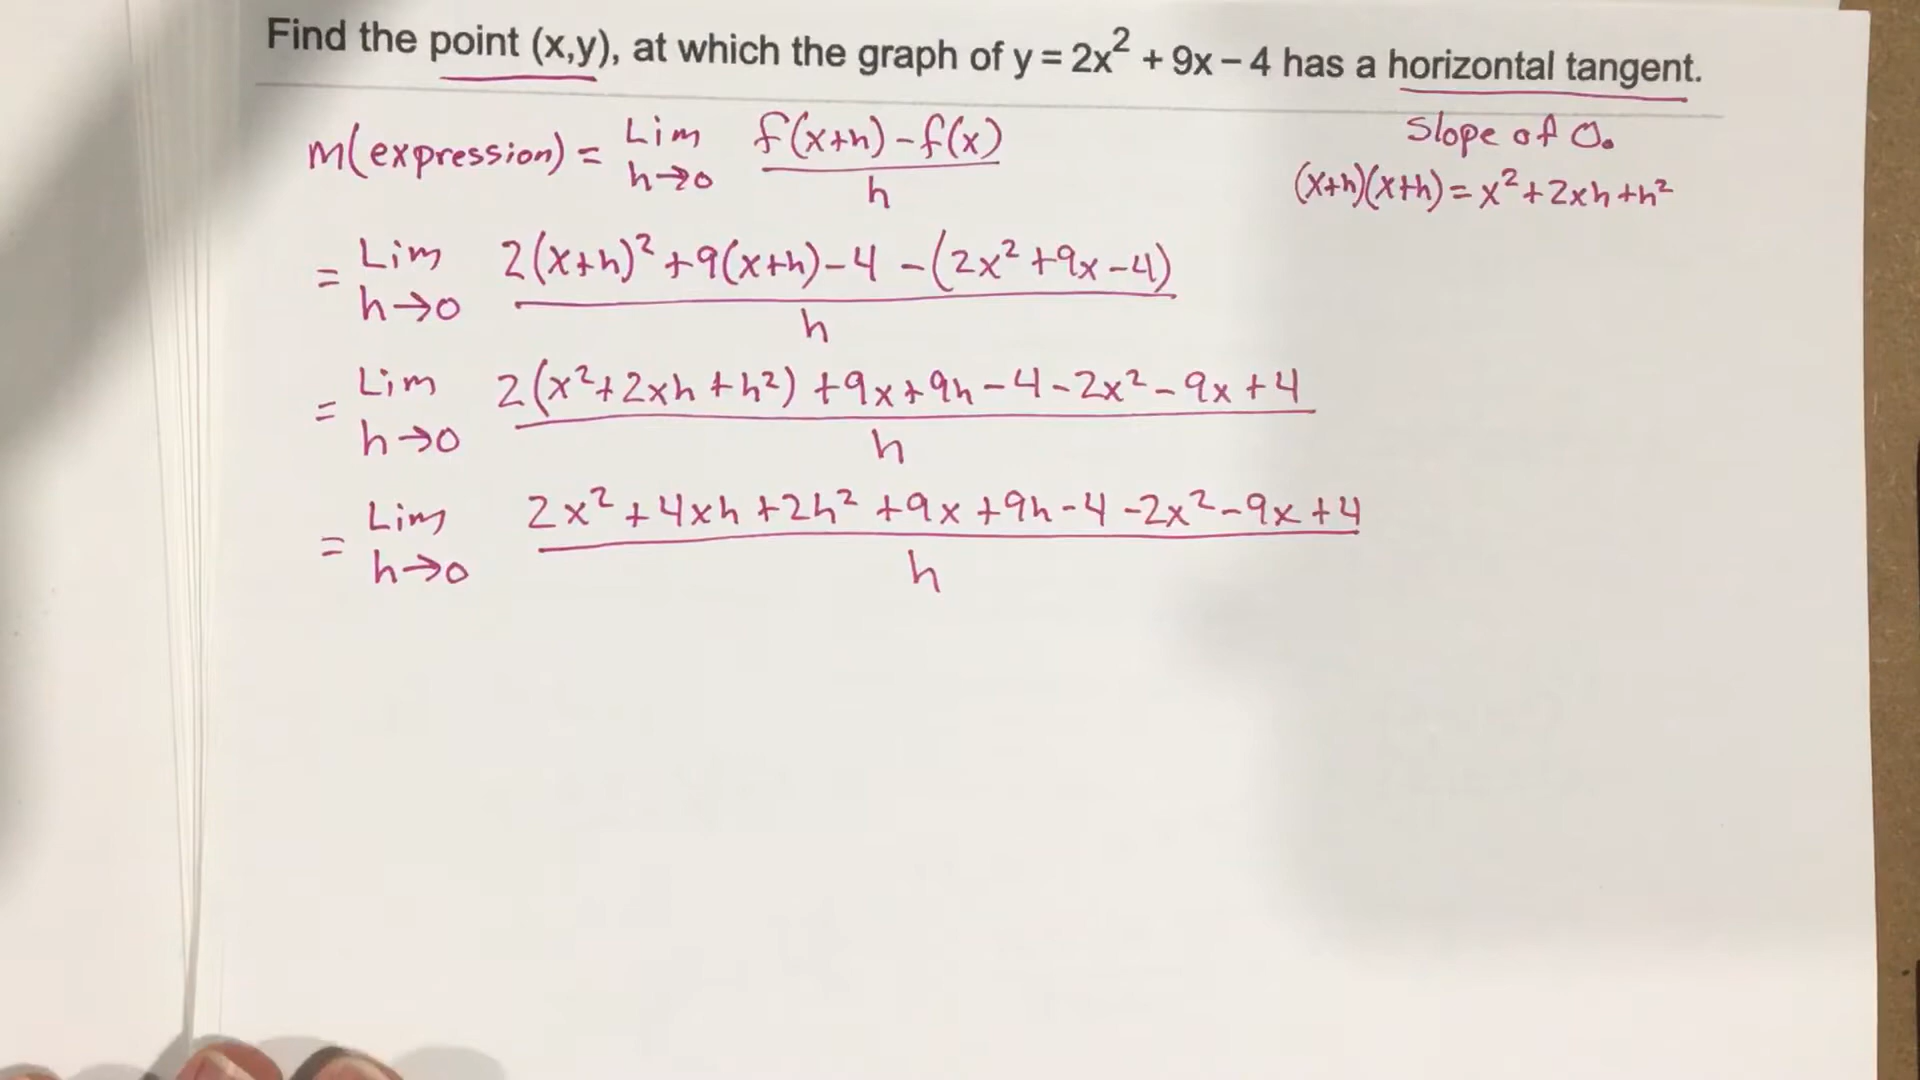 Find the point (x,y), at which the graph of y = 2x² + 9x − 4 has a horizontal tangent.
Slope of 0.
m(expression) = Lim h→0 f(x+h) − f(x) / h
(x+h)(x+h) = x² + 2xh + h²
= Lim h→0 2(x+h)² + 9(x+h) − 4 − (2x² + 9x − 4) / h
= Lim h→0 2(x² + 2xh + h²) + 9x + 9h − 4 − 2x² − 9x + 4 / h
= Lim h→0 2x² + 4xh + 2h² + 9x + 9h − 4 − 2x² − 9x + 4 / h